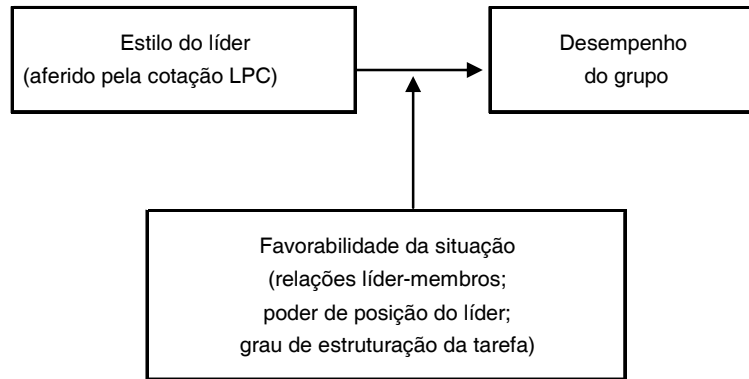 Estilo do líder
(aferido pela cotação LPC)
Desempenho
do grupo
Favorabilidade da situação
(relações líder-membros;
poder de posição do líder;
grau de estruturação da tarefa)